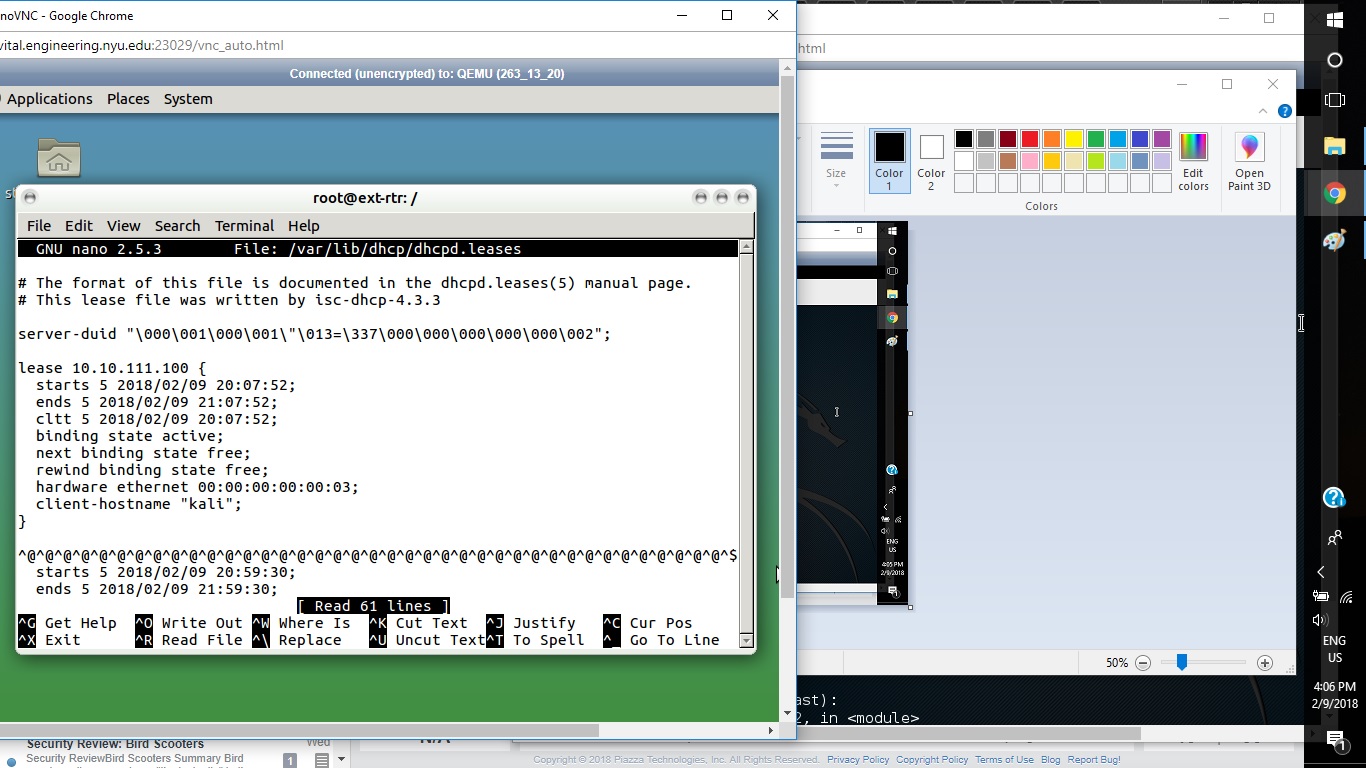 noVNC - Google Chrome
vital.engineering.nyu.edu:23029/vnc_auto.html
Connected (unencrypted) to: QEMU (263_13_20)
Applications Places System
root@ext-rtr: /
File Edit View Search Terminal Help
GNU nano 2.5.3 File: /var/lib/dhcp/dhcpd.leases
# The format of this file is documented in the dhcpd.leases(5) manual page.
# This lease file was written by isc-dhcp-4.3.3
server-duid "\000\001\000\001\"\013=\337\000\000\000\000\000\002";
lease 10.10.111.100 {
starts 5 2018/02/09 20:07:52;
ends 5 2018/02/09 21:07:52;
cltt 5 2018/02/09 20:07:52;
binding state active;
next binding state free;
rewind binding state free;
hardware ethernet 00:00:00:00:00:03;
client-hostname "kali";
}
^@^@^@^@^@^@^@^@^@^@^@^@^@^@^@^@^@^@^@^@^@^@^@^@^@^@^@^@^@^@^@^@^@^@^@^@^@^@^@^$
starts 5 2018/02/09 20:59:30;
ends 5 2018/02/09 21:59:30;
[ Read 61 lines ]
^G Get Help ^O Write Out ^W Where Is ^K Cut Text ^J Justify ^C Cur Pos
^X Exit ^R Read File ^\ Replace ^U Uncut Text ^T To Spell ^_ Go To Line
html
Size
Color 1
Color 2
Edit colors
Open Paint 3D
Colors
ENG
US
4:05 PM
2/9/2018
50%
ast):
2, in <module>
Security Review: Bird Scooters
Wed
Security ReviewBird Scooters Summary Bird
1
N/A
Copyright © 2018 Piazza Technologies, Inc. All Rights Reserved. Privacy Policy Copyright Policy Terms of Use Blog Report Bug!
ENG
US
4:06 PM
2/9/2018
1